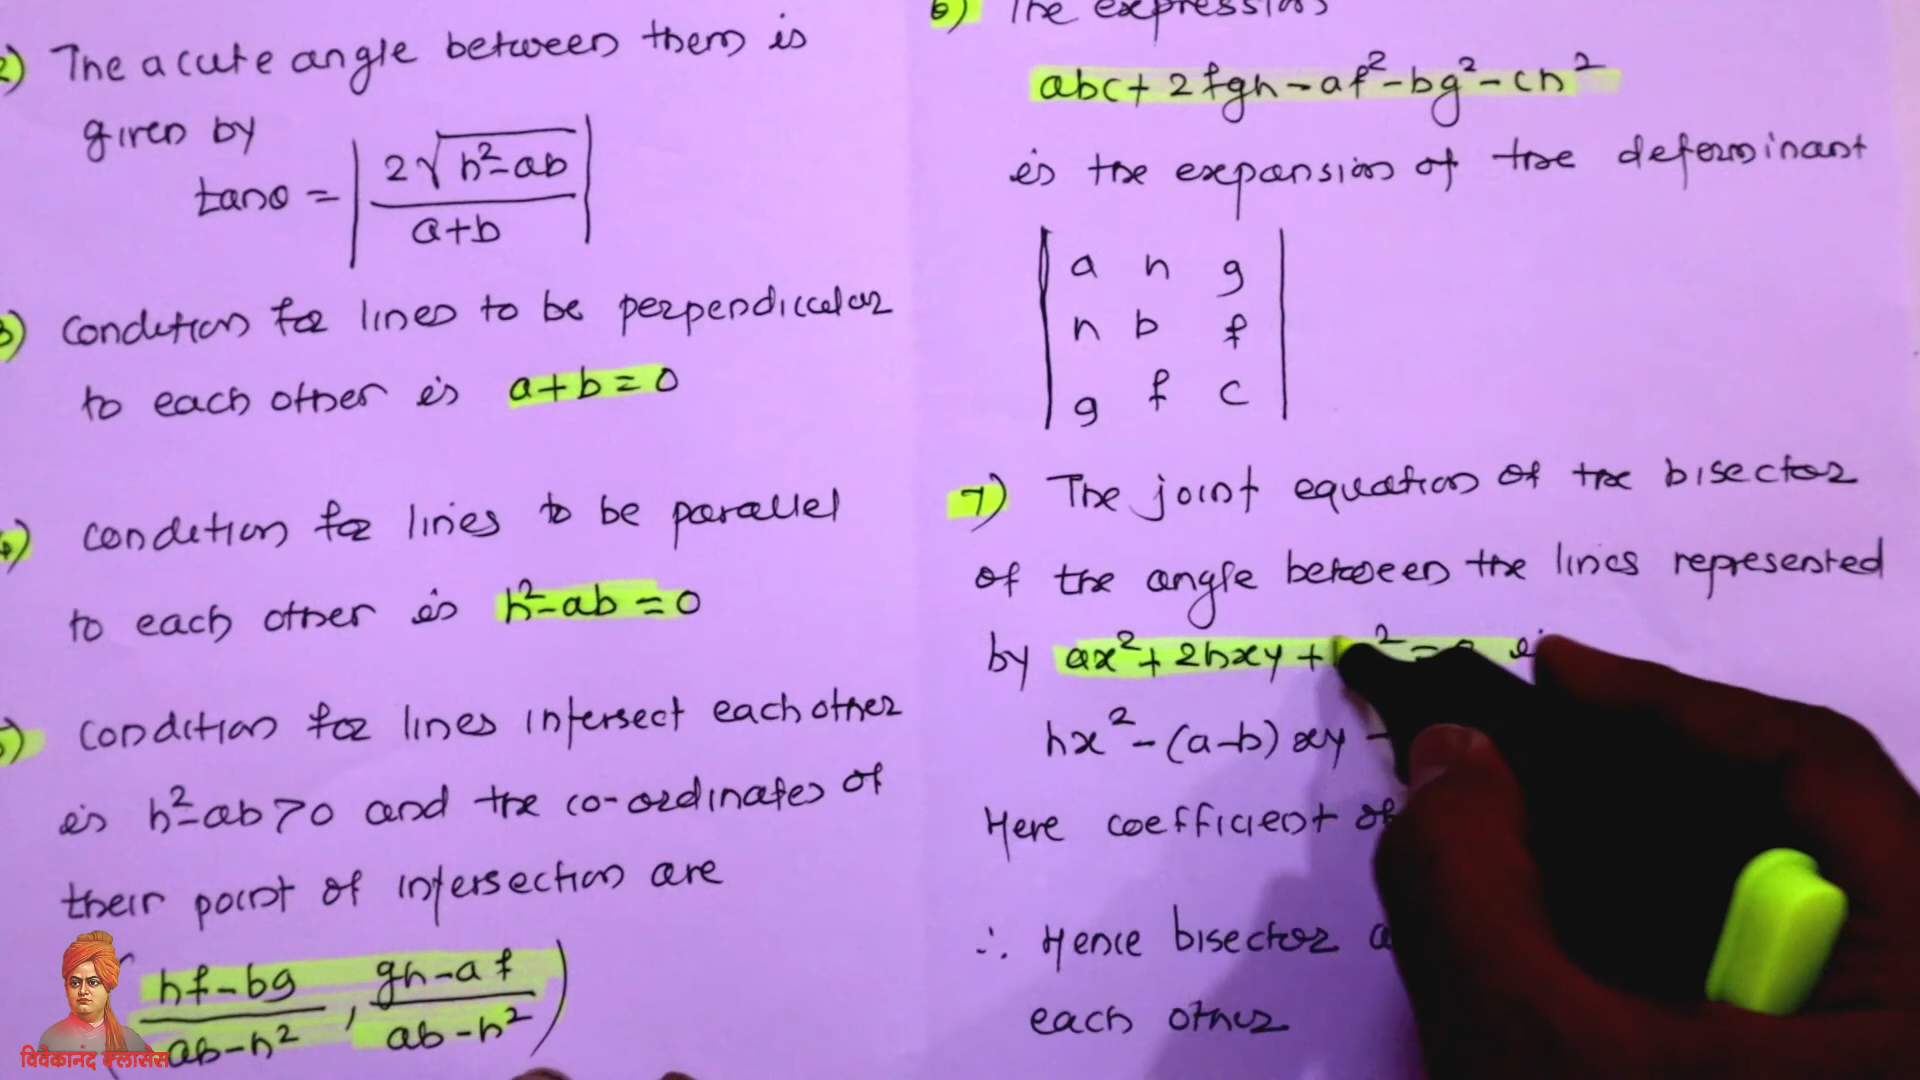 2) The acute angle between them is
given by
tanθ = | 2√h²-ab / a+b |
3) Condition for lines to be perpendicular
to each other is a+b=0
4) condition for lines to be parallel
to each other is h²-ab=0
5) condition for lines intersect each other
is h²-ab>0 and the co-ordinates of
their point of intersection are
( hf-bg / ab-h² , gh-af / ab-h² )
6) The expression
abc+2fgh-af²-bg²-ch²
is the expansion of the determinant
| a h g |
| h b f |
| g f c |
7) The joint equation of the bisector
of the angle between the lines represented
by ax²+2hxy+ ² =
hx²-(a-b)xy -
Here coefficient of
∴ Hence bisector
each other
विवेकानंद क्लासेस